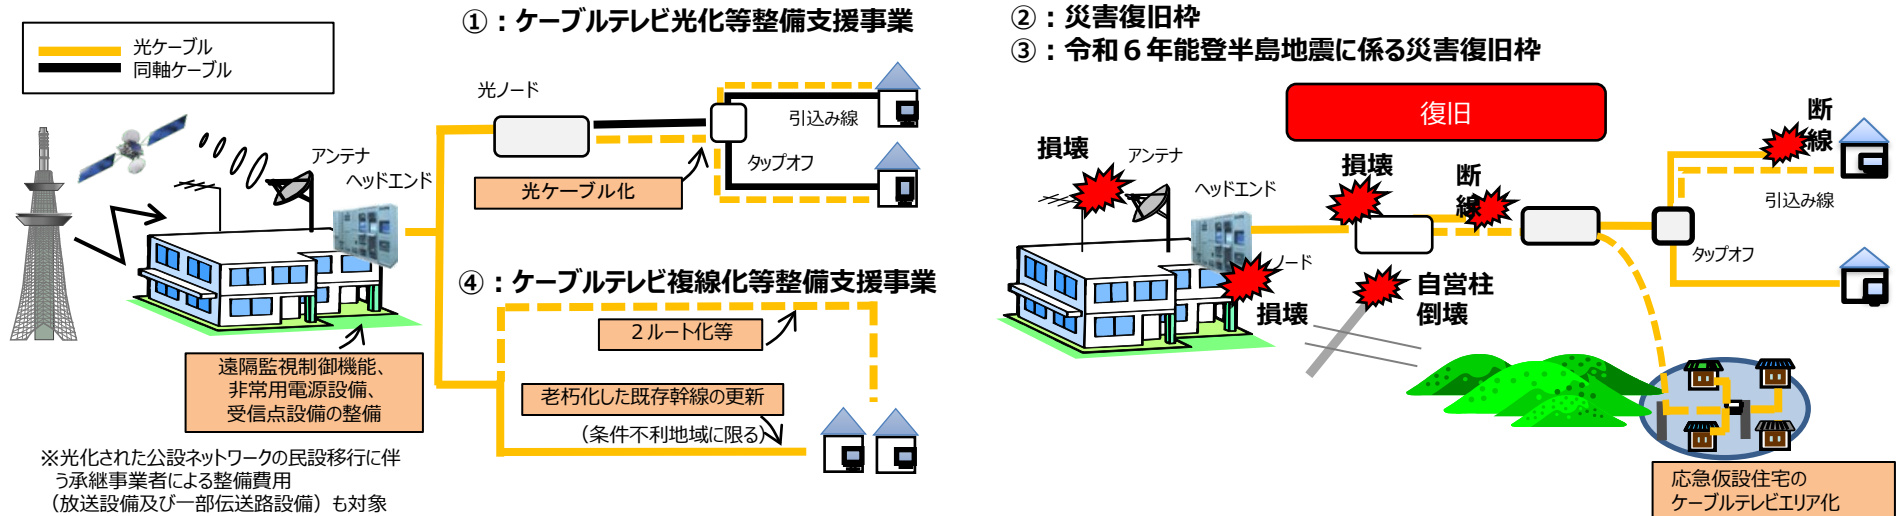 ①：ケーブルテレビ光化等整備支援事業
光ケーブル
同軸ケーブル
光ノード
引込み線
アンテナ
タップオフ
ヘッドエンド
光ケーブル化
④：ケーブルテレビ複線化等整備支援事業
２ルート化等
遠隔監視制御機能、
非常用電源設備、
受信点設備の整備
老朽化した既存幹線の更新
（条件不利地域に限る）
※光化された公設ネットワークの民設移行に伴
う承継事業者による整備費用
（放送設備及び一部伝送路設備）も対象
②：災害復旧枠
③：令和６年能登半島地震に係る災害復旧枠
復旧
断
線
損壊
アンテナ
損壊
断
線
ヘッドエンド
引込み線
タップオフ
ノード
損壊
自営柱
倒壊
応急仮設住宅の
ケーブルテレビエリア化